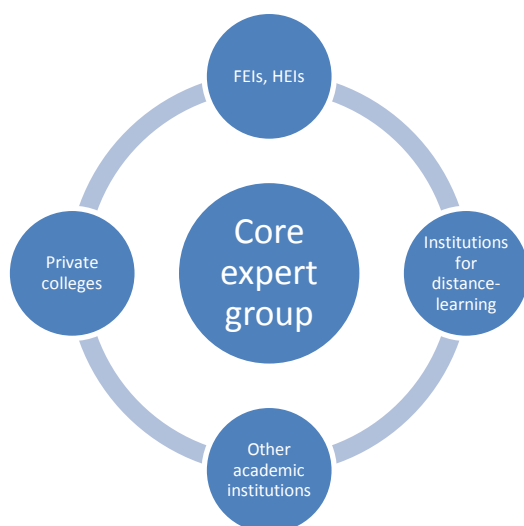 FEIs, HEIs
Core
expert
group
Private
colleges
Institutions
for
distance-
learning
Other
academic
institutions